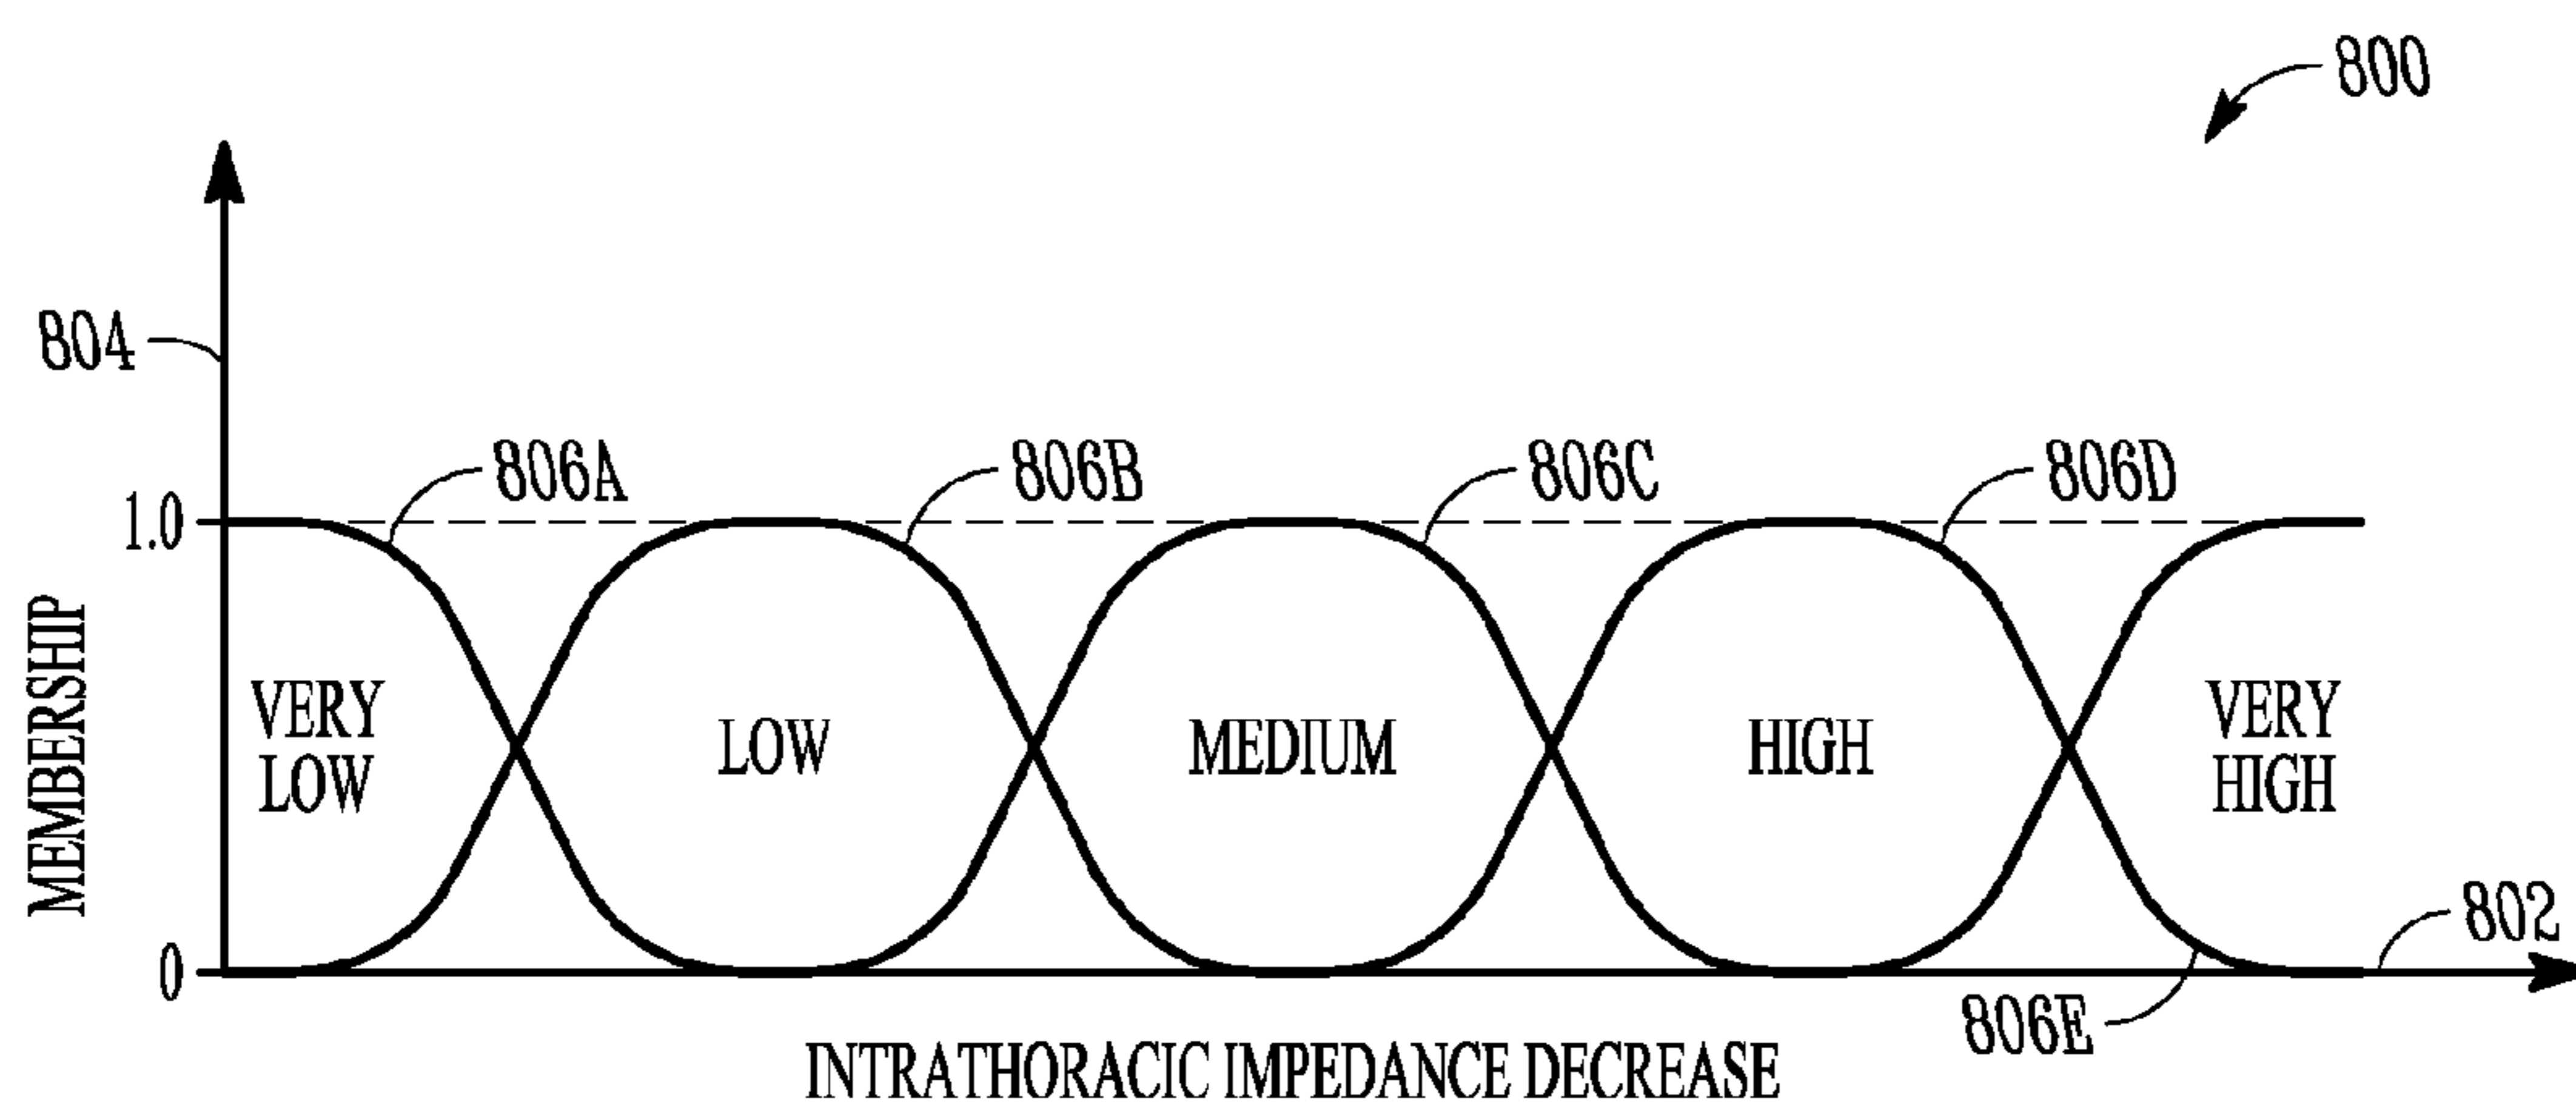 800
804
806A
806B
806C
806D
1.0
MEMBERSHIP
VERY
LOW
LOW
MEDIUM
HIGH
VERY
HIGH
802
0
806E
INTRATHORACIC IMPEDANCE DECREASE